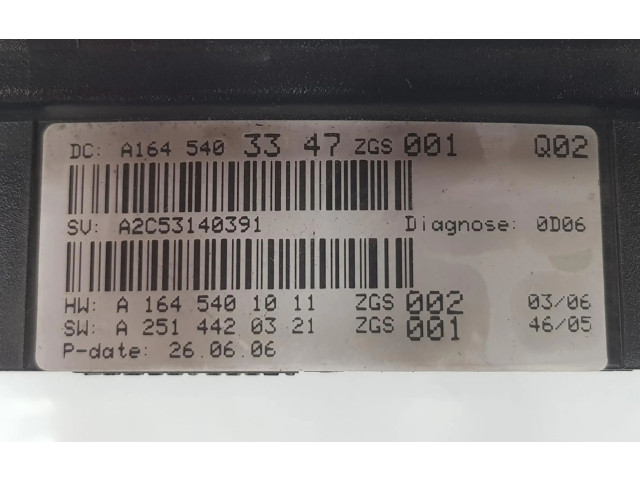 DC: A164 540 33 47 ZGS 001 Q02
SV: A2C53140391 Diagnose: 0D06
HW: A 164 540 10 11 ZGS 002 03/06
SW: A 251 442 03 21 ZGS 001 46/05
P-date: 26.06.06